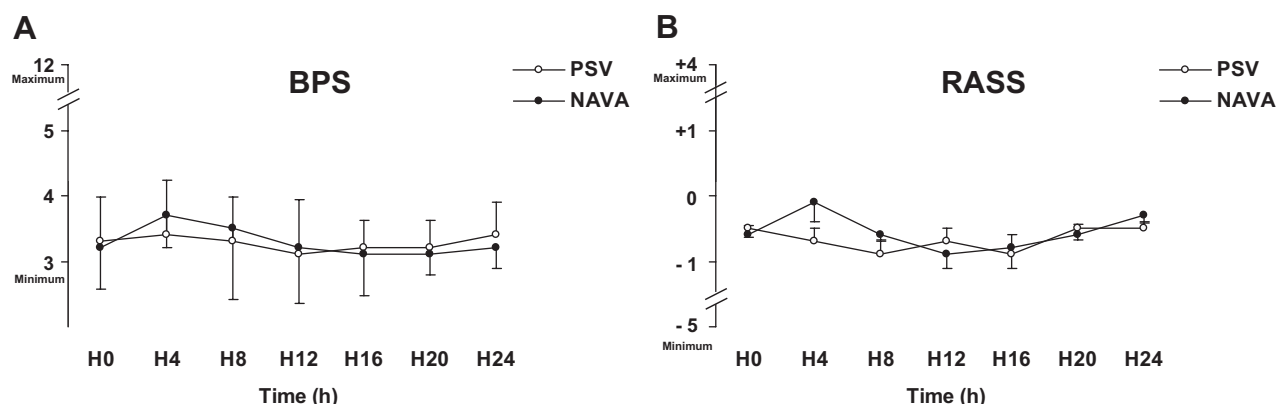 A
12
Maximum
BPS
PSV
NAVA
5
4
3
Minimum
H0 H4 H8 H12 H16 H20 H24
Time (h)
B
+4
Maximum
RASS
PSV
NAVA
+1
0
- 1
- 5
Minimum
H0 H4 H8 H12 H16 H20 H24
Time (h)